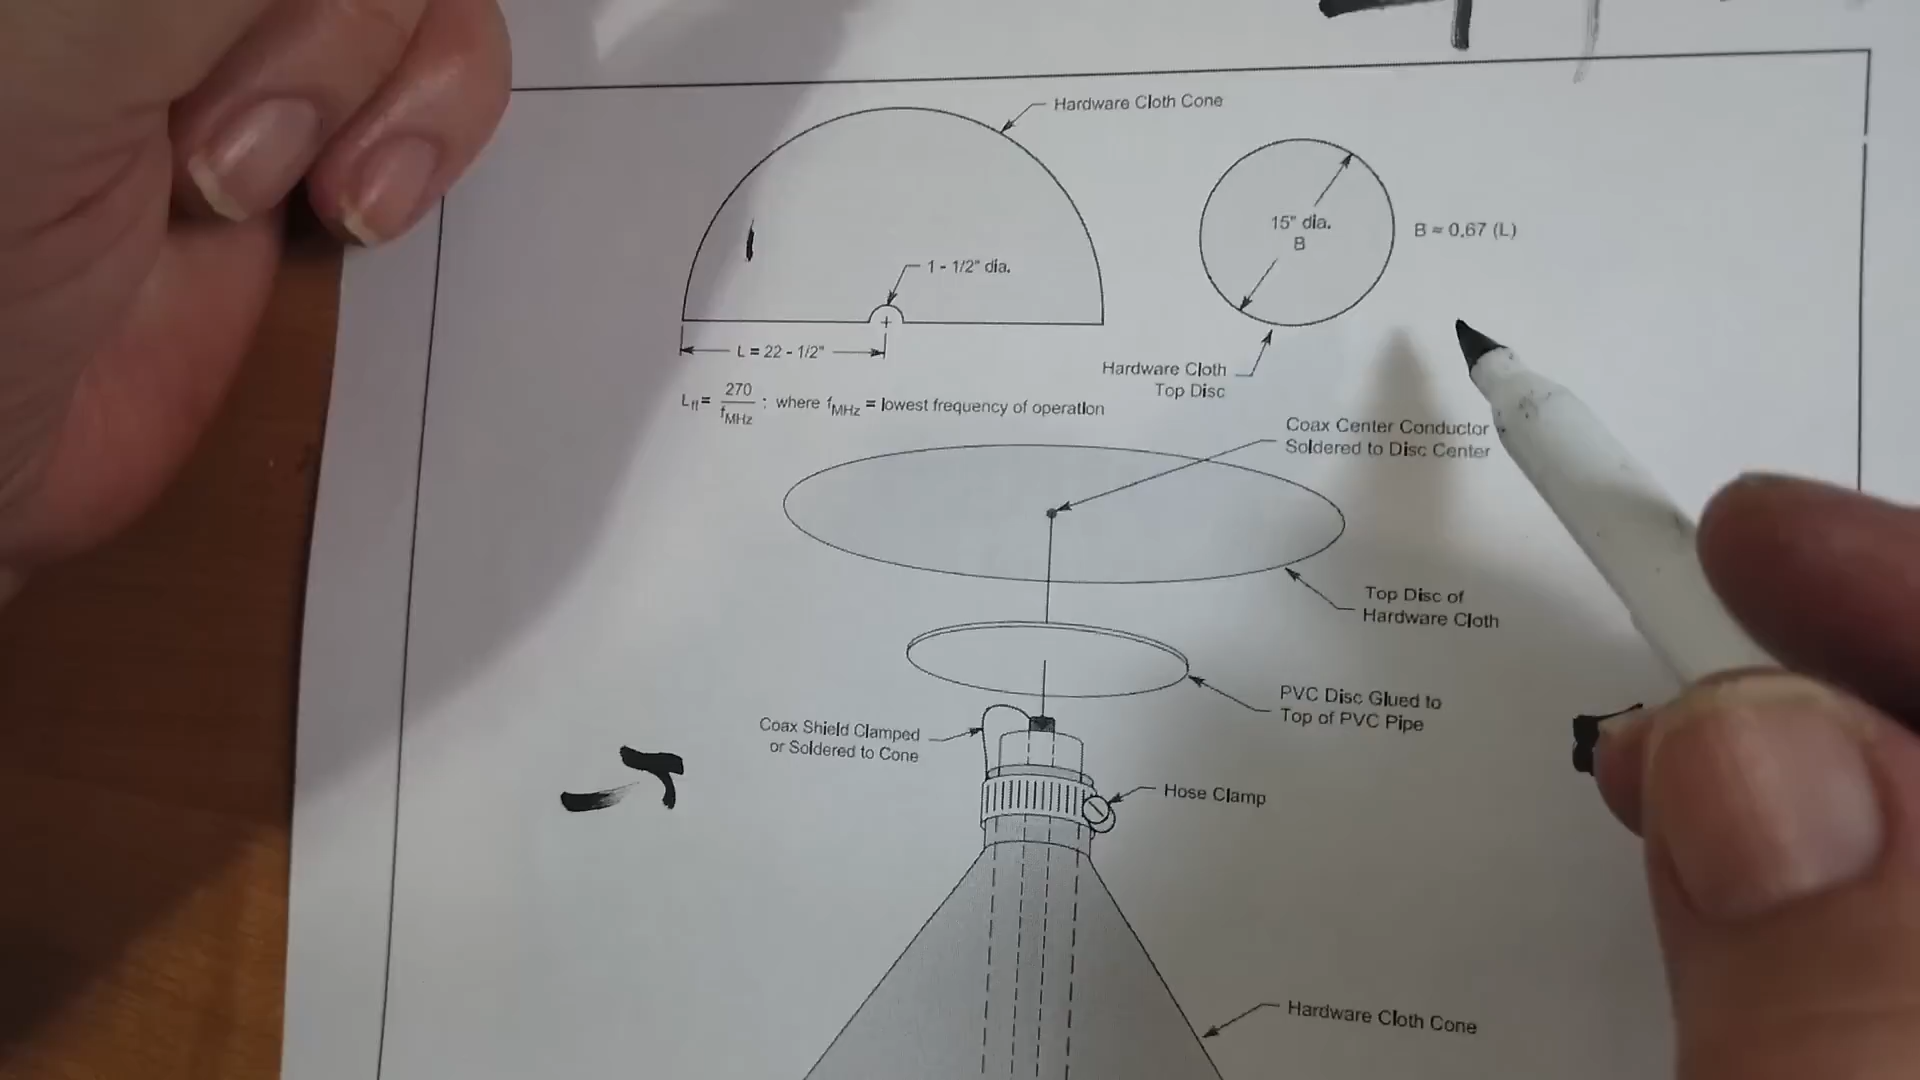 Hardware Cloth Cone
15" dia.
B
B ≈ 0.67 (L)
1 - 1/2" dia.
L = 22 - 1/2"
Hardware Cloth
Top Disc
Lft = 270 / fMHz : where fMHz = lowest frequency of operation
Coax Center Conductor
Soldered to Disc Center
Top Disc of
Hardware Cloth
PVC Disc Glued to
Top of PVC Pipe
Coax Shield Clamped
or Soldered to Cone
Hose Clamp
Hardware Cloth Cone